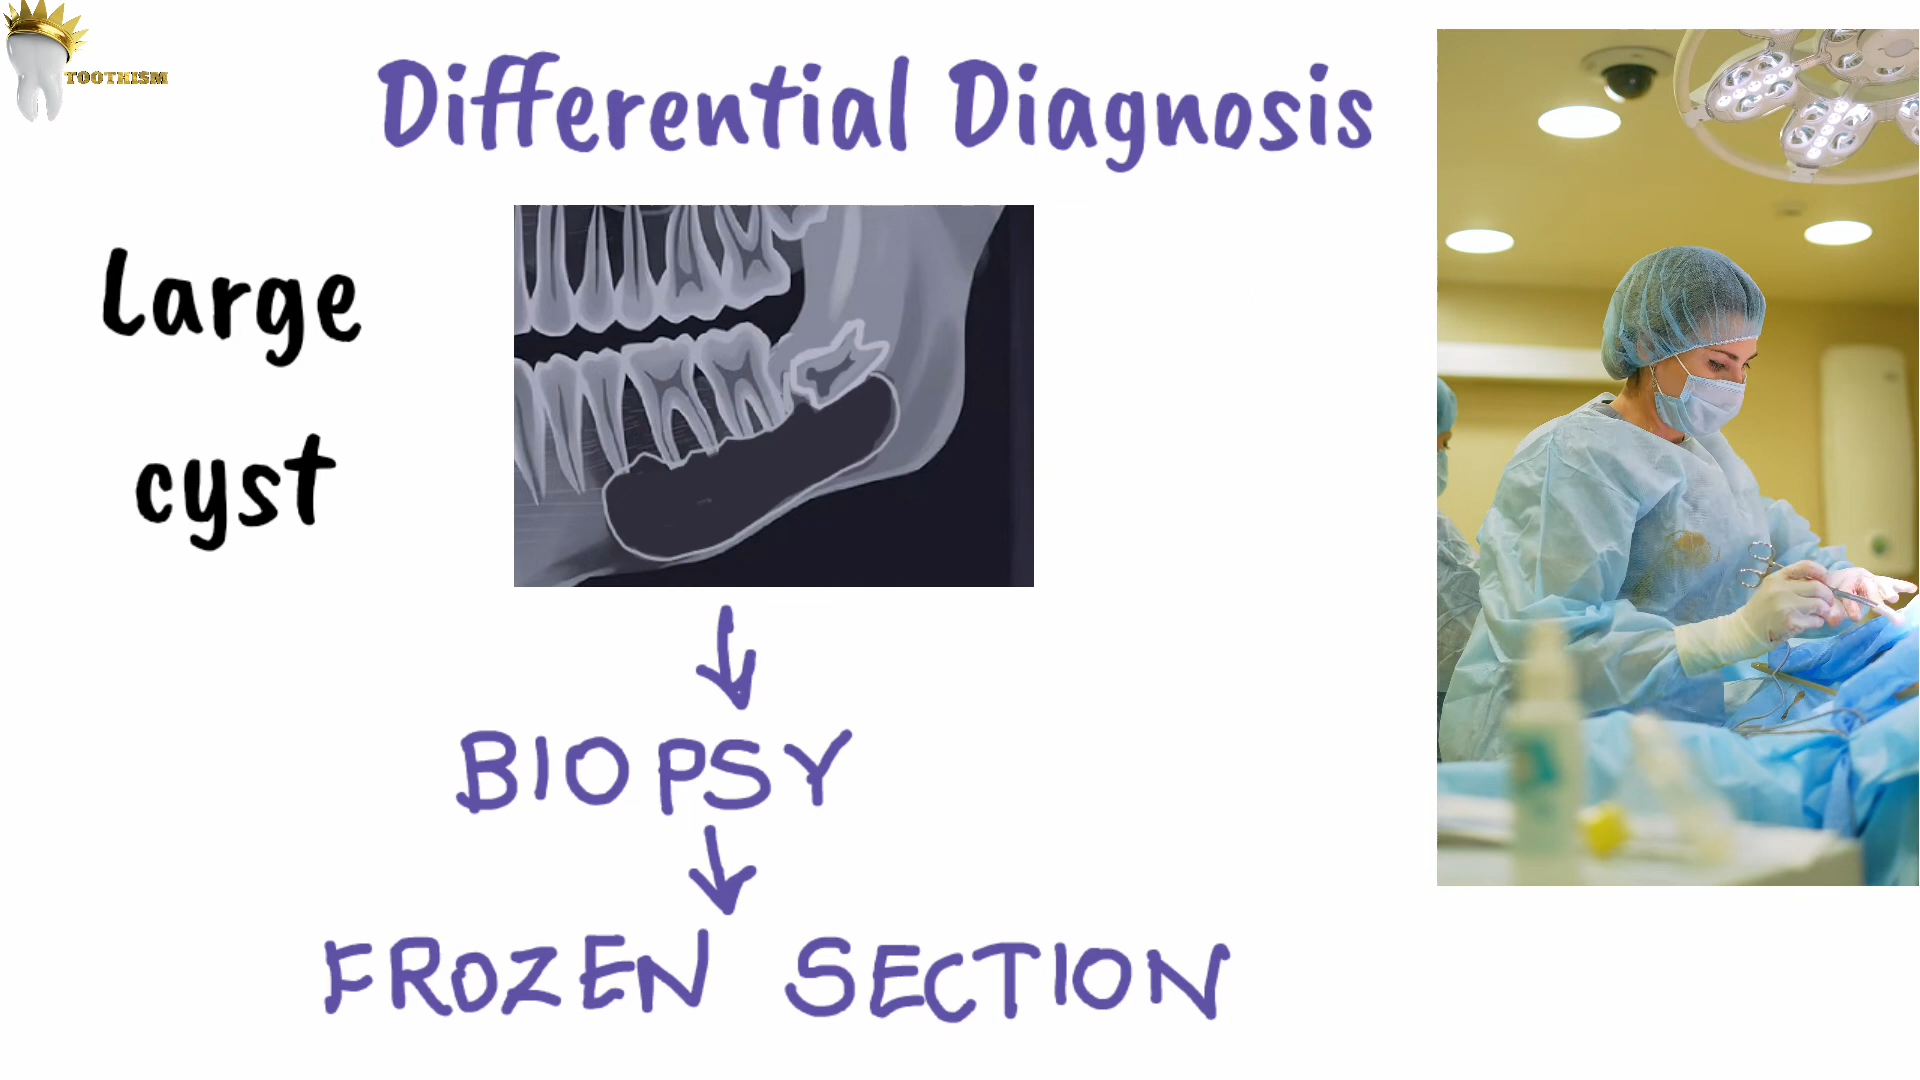 TOOTHISM
Differential Diagnosis
Large
cyst
BIOPSY
FROZEN SECTION